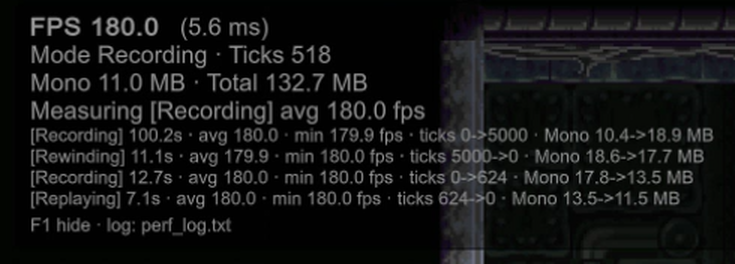 FPS 180.0 (5.6 ms)
Mode Recording · Ticks 518
Mono 11.0 MB · Total 132.7 MB
Measuring [Recording] avg 180.0 fps
[Recording] 100.2s · avg 180.0 · min 179.9 fps · ticks 0->5000 · Mono 10.4->18.9 MB
[Rewinding] 11.1s · avg 179.9 · min 180.0 fps · ticks 5000->0 · Mono 18.6->17.7 MB
[Recording] 12.7s · avg 180.0 · min 180.0 fps · ticks 0->624 · Mono 17.8->13.5 MB
[Replaying] 7.1s · avg 180.0 · min 180.0 fps · ticks 624->0 · Mono 13.5->11.5 MB
F1 hide · log: perf_log.txt